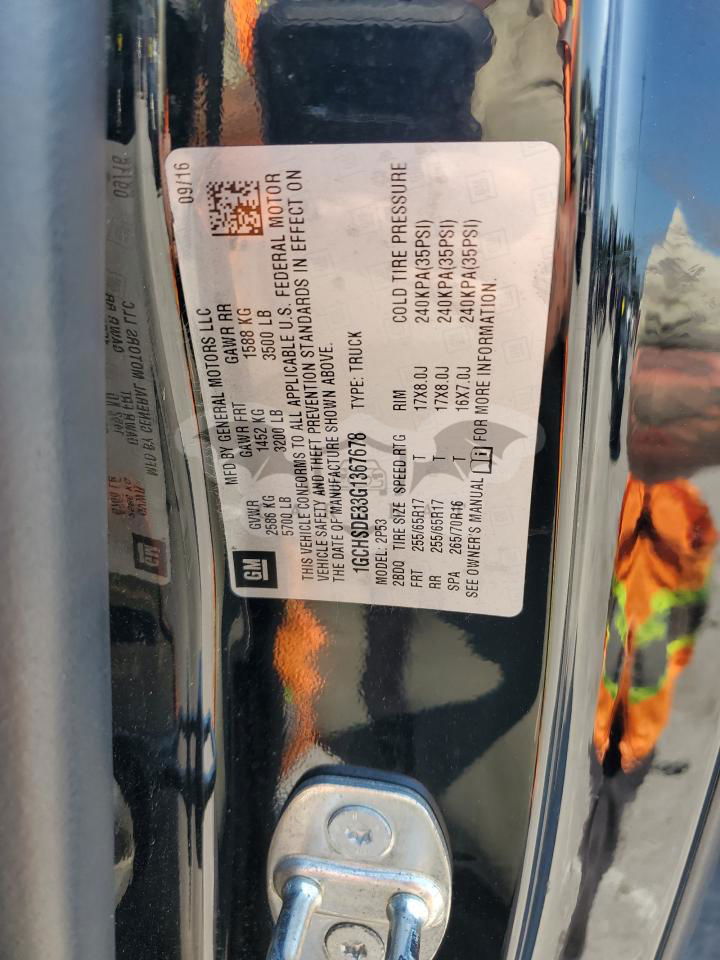 09/16
MFD BY GENERAL MOTORS LLC
GVWR GAWR FRT GAWR RR
2586 KG 1452 KG 1588 KG
5700 LB 3200 LB 3500 LB
THIS VEHICLE CONFORMS TO ALL APPLICABLE U.S. FEDERAL MOTOR
VEHICLE SAFETY AND THEFT PREVENTION STANDARDS IN EFFECT ON
THE DATE OF MANUFACTURE SHOWN ABOVE.
1GCHSDE33G1367678 TYPE: TRUCK
MODEL: 2P53
2BDO TIRE SIZE SPEED RTG RIM COLD TIRE PRESSURE
FRT 255/65R17 T 17X8.0J 240KPA(35PSI)
RR 255/65R17 T 17X8.0J 240KPA(35PSI)
SPA 265/70R16 T 16X7.0J 240KPA(35PSI)
SEE OWNER'S MANUAL FOR MORE INFORMATION.
GM